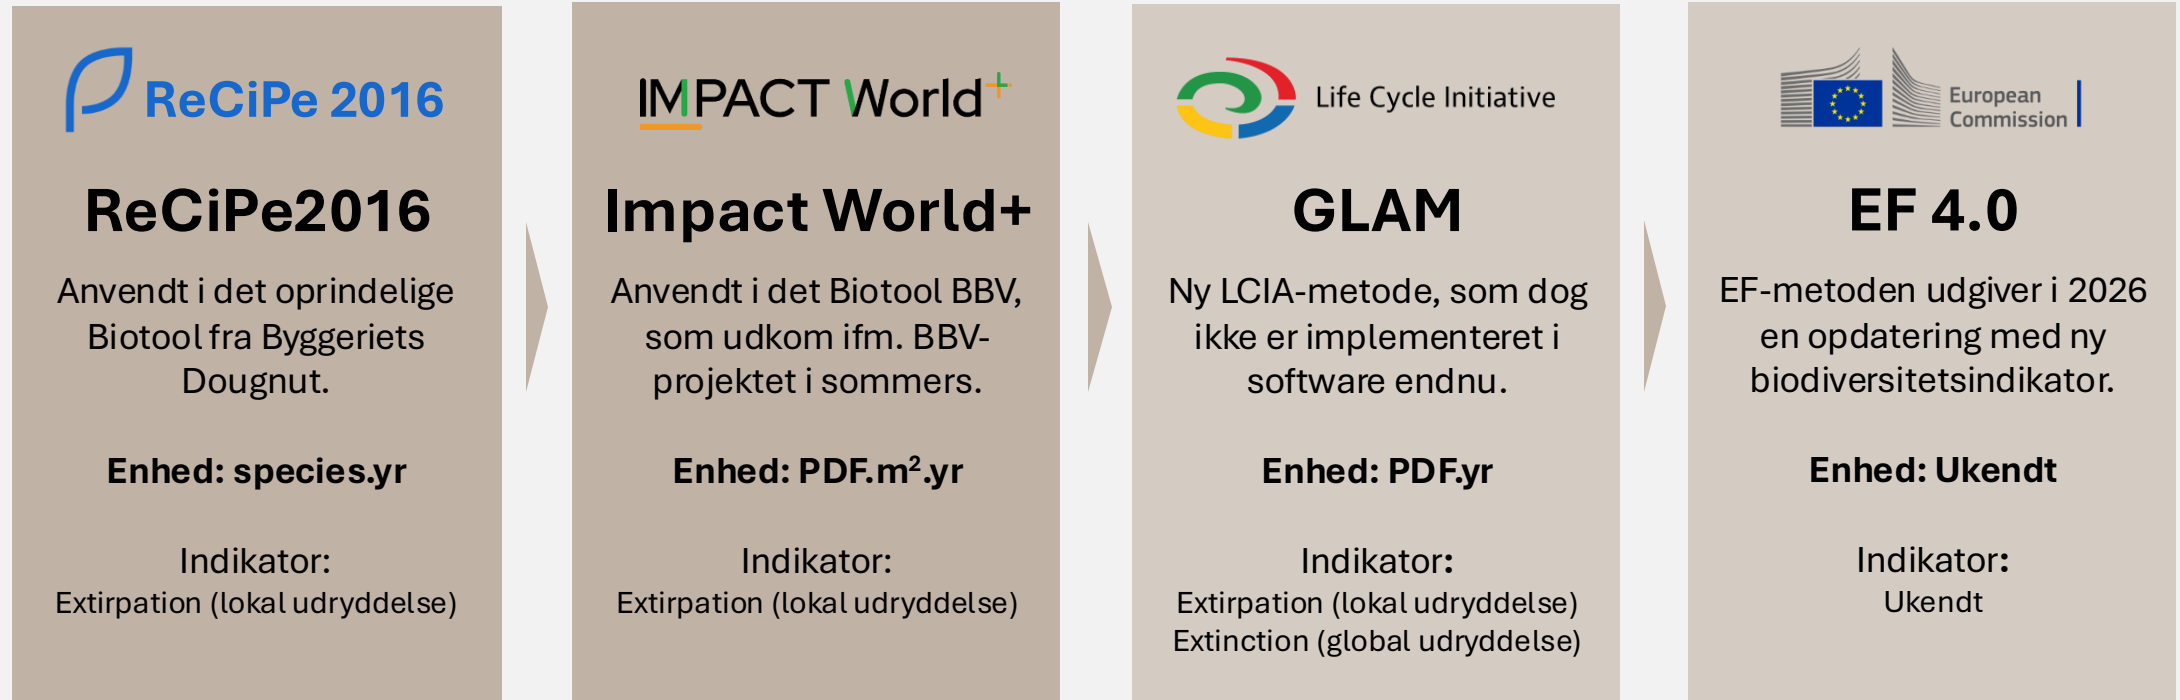 ReCiPe 2016
ReCiPe2016
Anvendt i det oprindelige
Biotool fra Byggeriets
Dougnut.
Enhed: species.yr
Indikator:
Extirpation (lokal udryddelse)
IMPACT World+
Impact World+
Anvendt i det Biotool BBV,
som udkom ifm. BBV-
projektet i sommers.
Enhed: PDF.m².yr
Indikator:
Extirpation (lokal udryddelse)
Life Cycle Initiative
GLAM
Ny LCIA-metode, som dog
ikke er implementeret i
software endnu.
Enhed: PDF.yr
Indikator:
Extirpation (lokal udryddelse)
Extinction (global udryddelse)
European
Commission
EF 4.0
EF-metoden udgiver i 2026
en opdatering med ny
biodiversitetsindikator.
Enhed: Ukendt
Indikator:
Ukendt